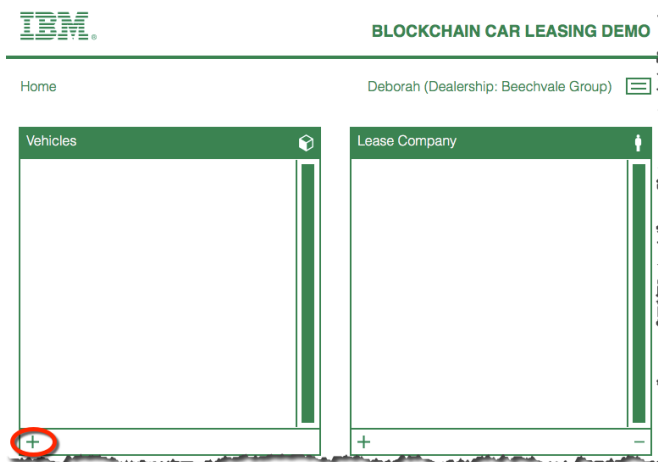 IBM®
BLOCKCHAIN CAR LEASING DEMO
Home
Deborah (Dealership: Beechvale Group)
Vehicles
Lease Company
+
+ −